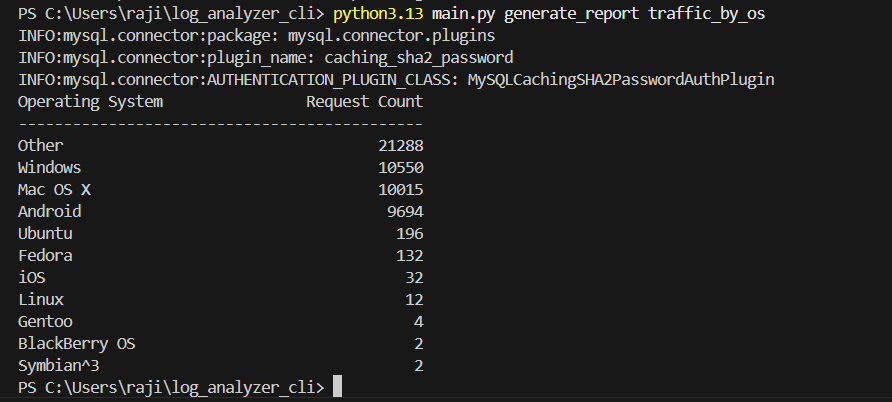 PS C:\Users\raji\log_analyzer_cli> python3.13 main.py generate_report traffic_by_os
INFO:mysql.connector:package: mysql.connector.plugins
INFO:mysql.connector:plugin_name: caching_sha2_password
INFO:mysql.connector:AUTHENTICATION_PLUGIN_CLASS: MySQLCachingSHA2PasswordAuthPlugin
Operating System                Request Count
---------------------------------------------
Other                                   21288
Windows                                 10550
Mac OS X                                10015
Android                                  9694
Ubuntu                                    196
Fedora                                    132
iOS                                        32
Linux                                      12
Gentoo                                      4
BlackBerry OS                               2
Symbian^3                                   2
PS C:\Users\raji\log_analyzer_cli>